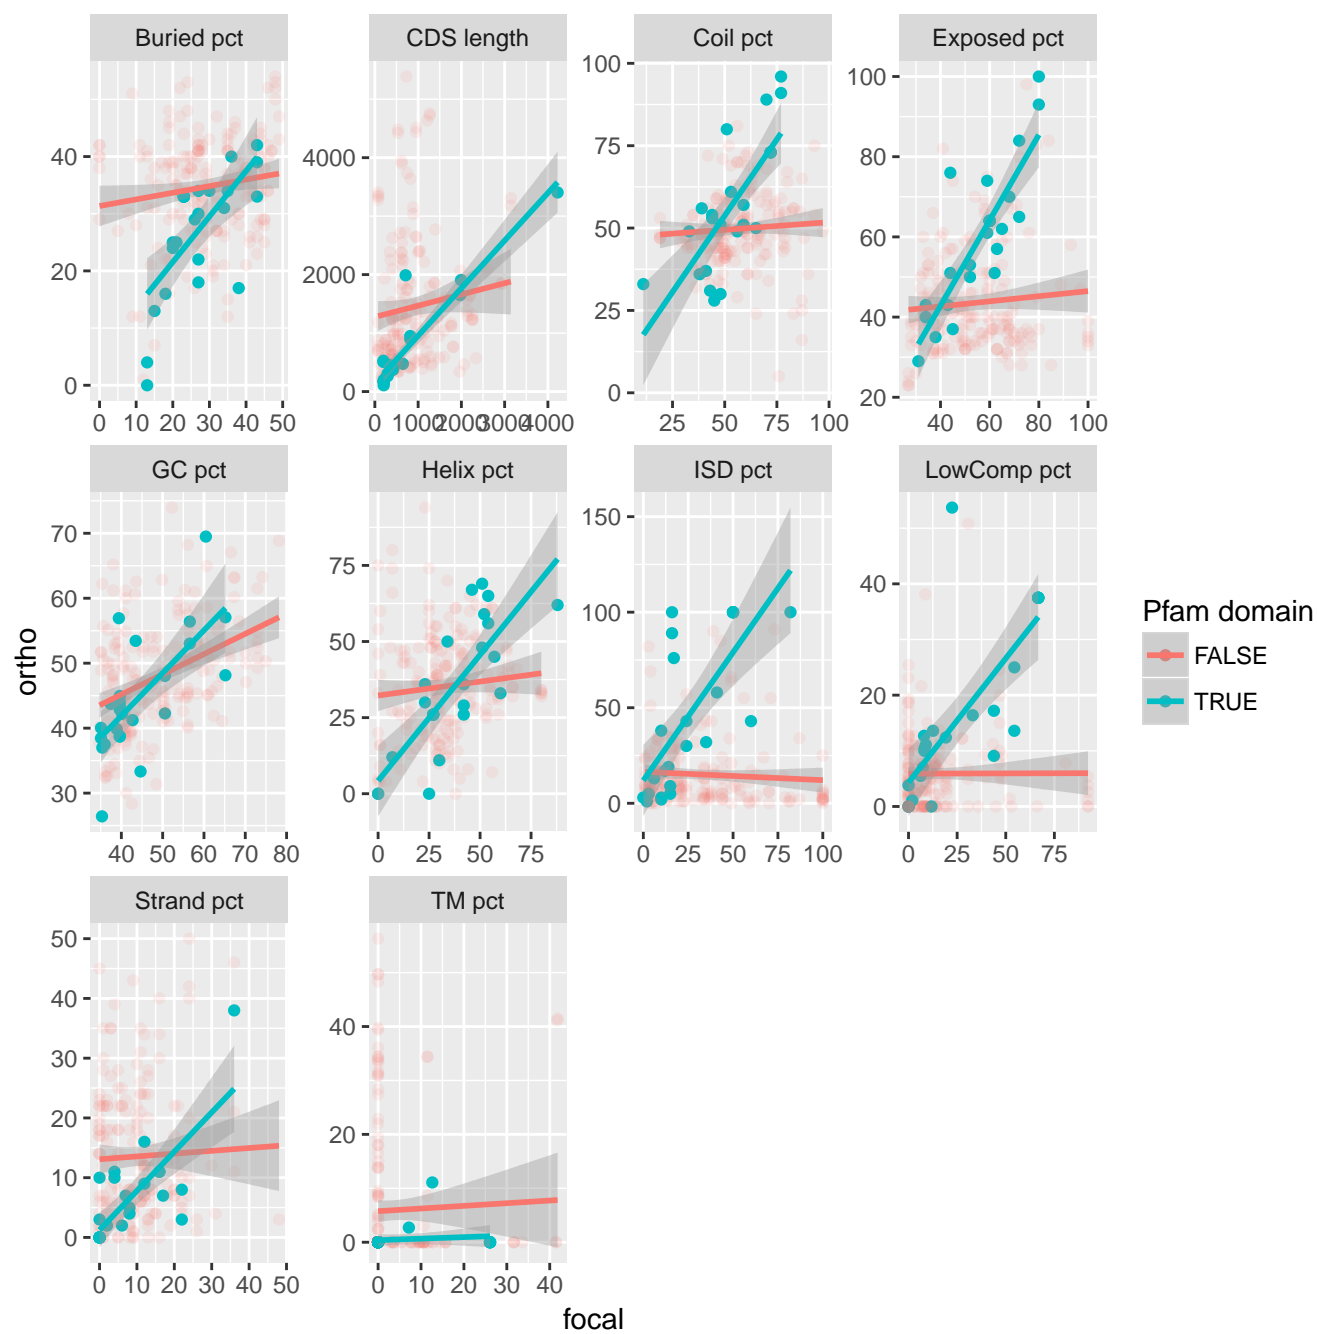 Buried pct CDS length Coil pct Exposed pct
40
20
0
0 10 20 30 40 50
4000
2000
0
0 1000 2000 3000 4000
100
75
50
25
0
25 50 75 100
100
80
60
40
20
40 60 80 100
GC pct Helix pct ISD pct LowComp pct
70
60
50
40
30
40 50 60 70 80
75
50
25
0
0 25 50 75
150
100
50
0
0 25 50 75 100
40
20
0
0 25 50 75
Strand pct TM pct
50
40
30
20
10
0
0 10 20 30 40 50
40
20
0
0 10 20 30 40
ortho
focal
Pfam domain
FALSE
TRUE